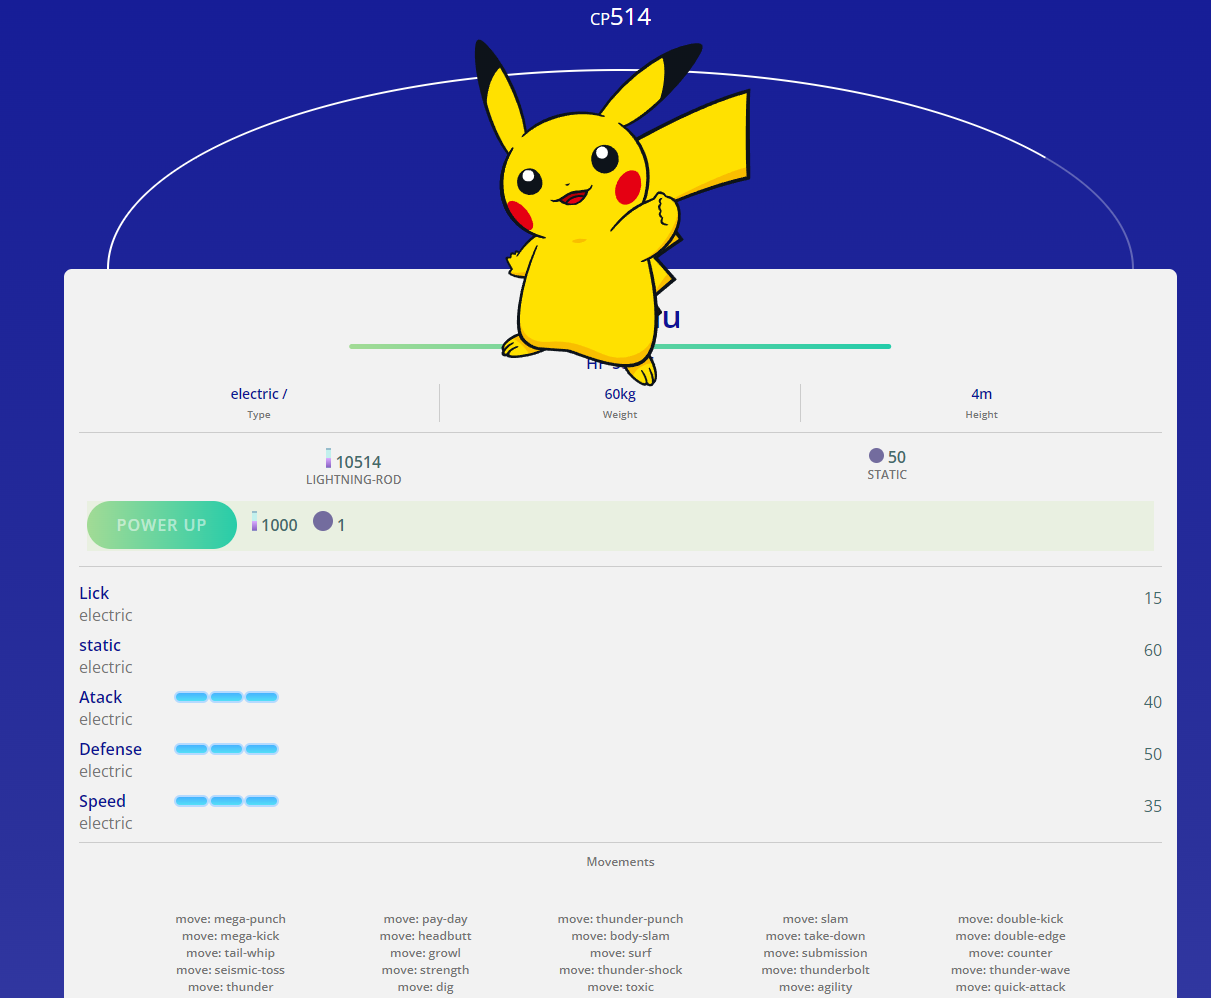 CP514
electric /
Type
60kg
Weight
4m
Height
10514
LIGHTNING-ROD
50
STATIC
POWER UP
1000
1
Lick
electric
15
static
electric
60
Atack
electric
40
Defense
electric
50
Speed
electric
35
Movements
move: mega-punch
move: pay-day
move: thunder-punch
move: slam
move: double-kick
move: mega-kick
move: headbutt
move: body-slam
move: take-down
move: double-edge
move: tail-whip
move: growl
move: surf
move: submission
move: counter
move: seismic-toss
move: strength
move: thunder-shock
move: thunderbolt
move: thunder-wave
move: thunder
move: dig
move: toxic
move: agility
move: quick-attack